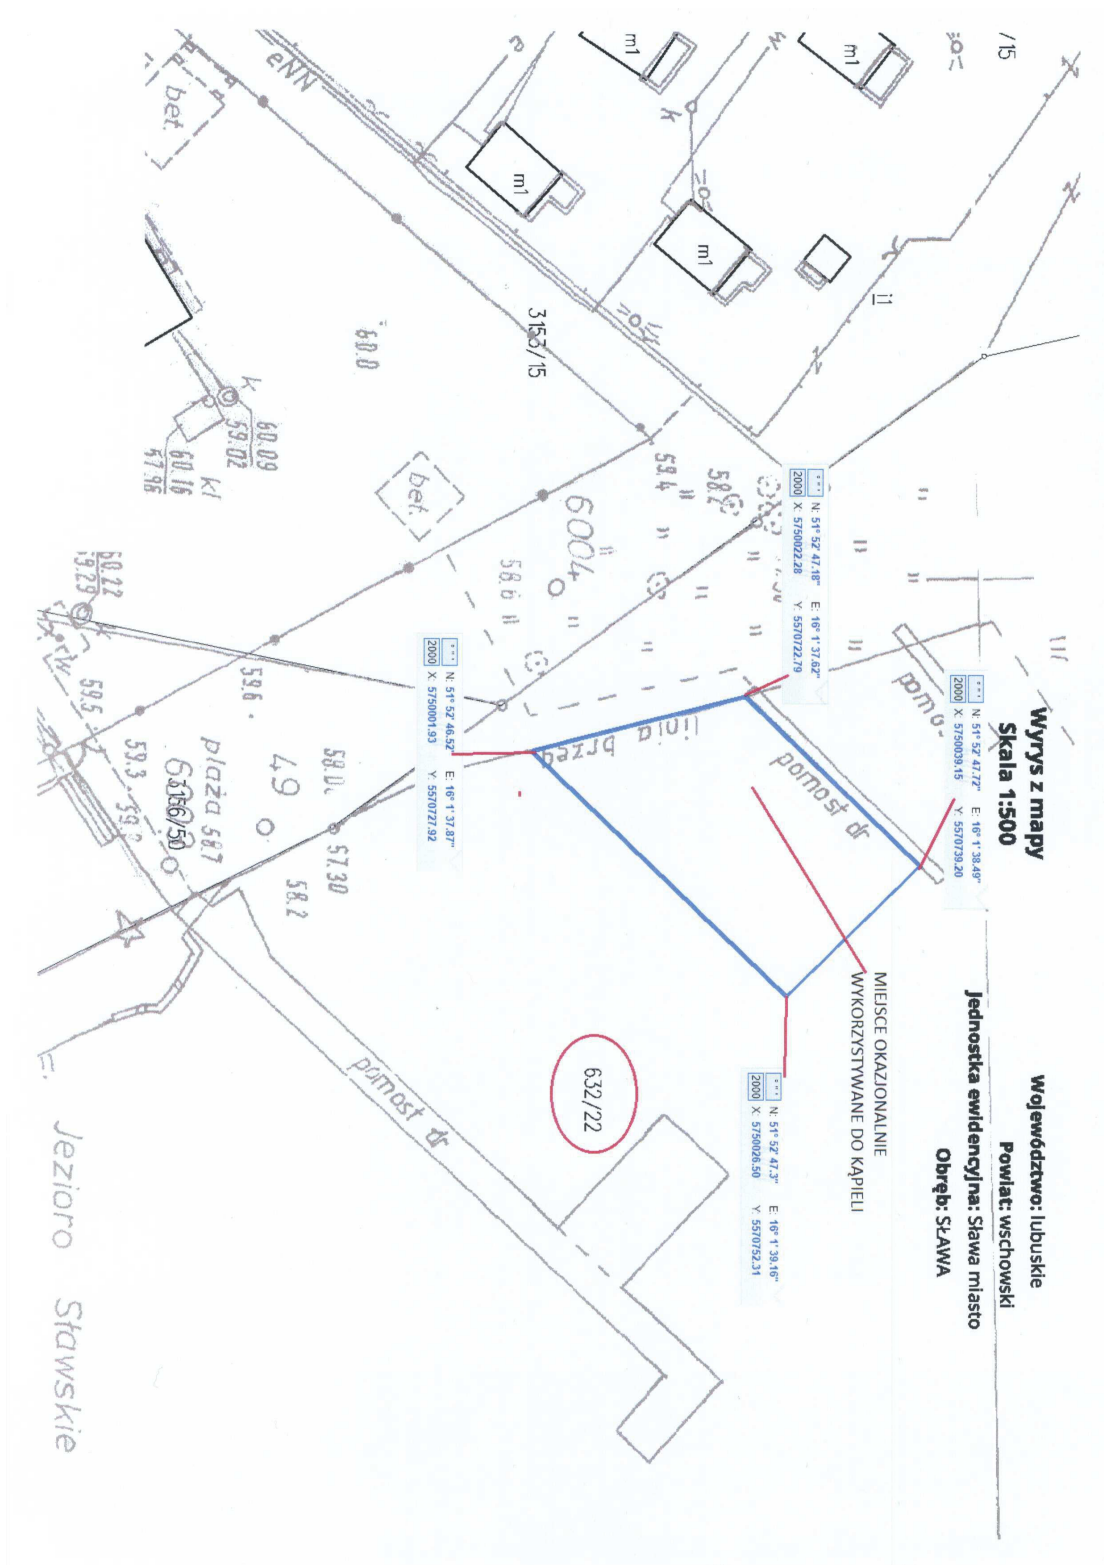 Wyrys z mapy
Skala 1:500
Województwo: lubuskie
Powiat: wschowski
Jednostka ewidencyjna: Sława miasto
Obręb: SŁAWA
/15
m1
m1
m1
m1
i1
k
eNN
bet.
3153/15
60.0
k
60.09
59.02
kl
60.16
bet.
59.4
6004
58.6
N: 51° 52' 47.18" E: 16° 1' 37.62"
2000 X: 5750022.28 Y: 5570722.79
N: 51° 52' 47.72" E: 16° 1' 38.49"
2000 X: 5750039.15 Y: 5570739.20
N: 51° 52' 46.52" E: 16° 1' 37.87"
2000 X: 5750001.93 Y: 5570727.92
N: 51° 52' 47.3" E: 16° 1' 39.16"
2000 X: 5750026.50 Y: 5570752.31
linia
brzeg
pomost dr
MIEJSCE OKAZJONALNIE
WYKORZYSTYWANE DO KĄPIELI
632/22
60.22
59.29
59.5
59.6
59.3
plaża 58.7
3156/50
49
57.30
58.2
pomost dr
Jezioro Sławskie